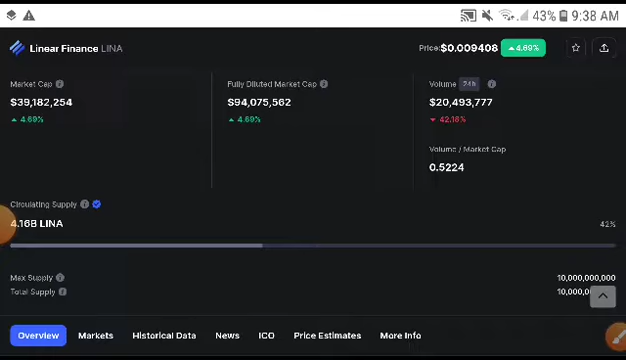 43% 9:38 AM
Linear Finance LINA
Price: $0.009408 4.69%
Market Cap
Fully Diluted Market Cap
Volume 24h
$39,182,254
$94,075,562
$20,493,777
4.69%
4.69%
42.16%
Volume / Market Cap
0.5224
Circulating Supply
4.16B LINA
42%
Max Supply
10,000,000,000
Total Supply
10,000,0
Overview
Markets
Historical Data
News
ICO
Price Estimates
More Info